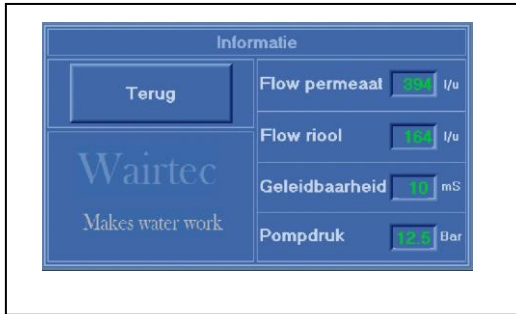 Informatie
Terug
Flow permeaat 394 l/u
Flow riool 164 l/u
Wairtec
Makes water work
Geleidbaarheid 10 mS
Pompdruk 12.5 Bar